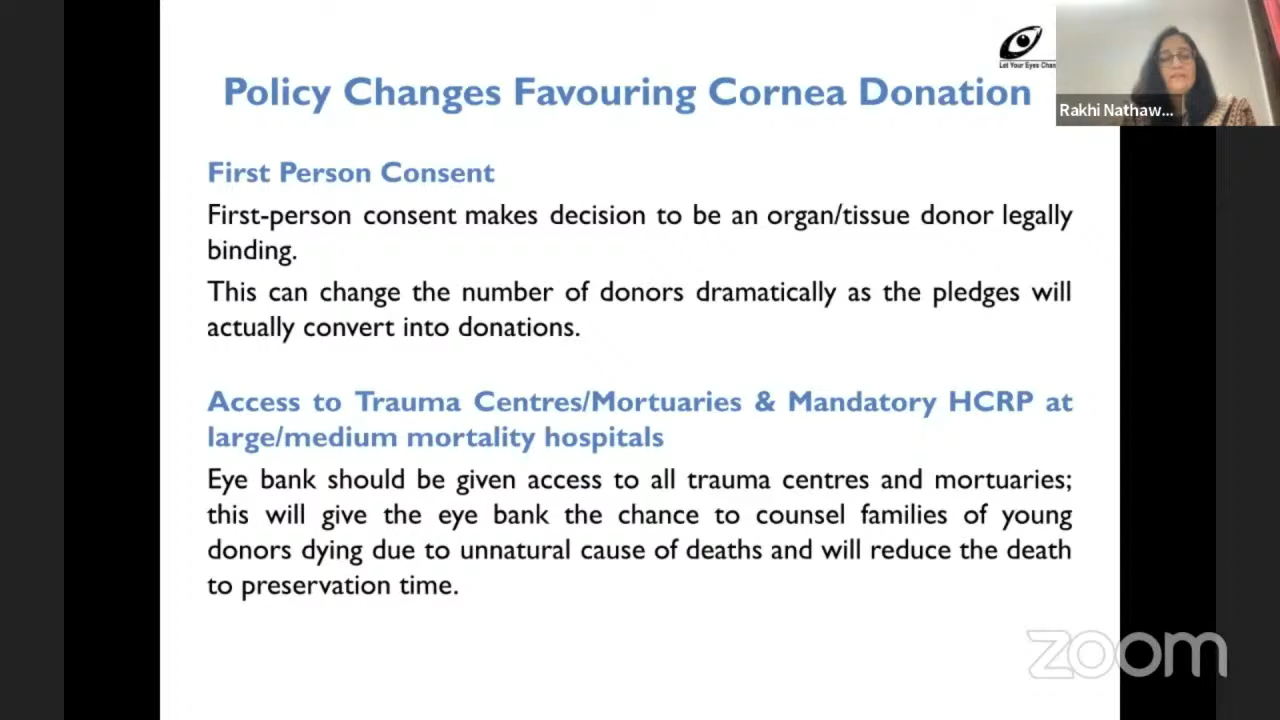 Let Your Eyes Chan
Policy Changes Favouring Cornea Donation
Rakhi Nathaw...
First Person Consent
First-person consent makes decision to be an organ/tissue donor legally
binding.
This can change the number of donors dramatically as the pledges will
actually convert into donations.
Access to Trauma Centres/Mortuaries & Mandatory HCRP at
large/medium mortality hospitals
Eye bank should be given access to all trauma centres and mortuaries;
this will give the eye bank the chance to counsel families of young
donors dying due to unnatural cause of deaths and will reduce the death
to preservation time.
zoom